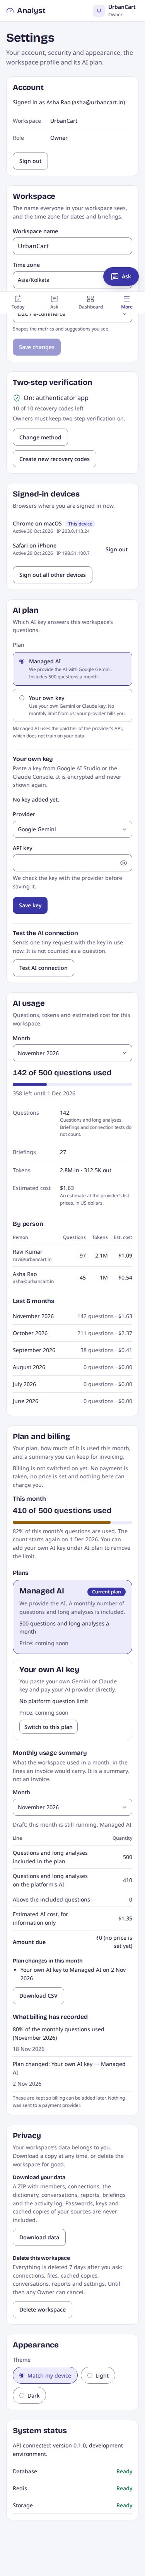 Analyst
U
UrbanCart
Owner
Settings
Your account, security and appearance, the
workspace profile and its AI plan.
Account
Signed in as Asha Rao (asha@urbancart.in)
Workspace UrbanCart
Role Owner
Sign out
Workspace
The name everyone in your workspace sees,
and the time zone for dates and briefings.
Workspace name
UrbanCart
Time zone
Asia/Kolkata
Ask
Today
Ask
Dashboard
More
D2C / e-commerce
Shapes the metrics and suggestions you see.
Save changes
Two-step verification
On: authenticator app
10 of 10 recovery codes left
Owners must keep two-step verification on.
Change method
Create new recovery codes
Signed-in devices
Browsers where you are signed in now.
Chrome on macOS This device
Active 30 Nov 2026 · IP 203.0.113.24
Safari on iPhone
Active 29 Oct 2026 · IP 198.51.100.7
Sign out
Sign out all other devices
AI plan
Which AI key answers this workspace's
questions.
Plan
Managed AI
We provide the AI with Google Gemini.
Includes 500 questions a month.
Your own key
Use your own Gemini or Claude key. No
monthly limit from us; your provider bills you.
Managed AI uses the paid tier of the provider's API,
which does not train on your data.
Your own key
Paste a key from Google AI Studio or the
Claude Console. It is encrypted and never
shown again.
No key added yet.
Provider
Google Gemini
API key
We check the key with the provider before
saving it.
Save key
Test the AI connection
Sends one tiny request with the key in use
now. It is not counted as a question.
Test AI connection
AI usage
Questions, tokens and estimated cost for this
workspace.
Month
November 2026
142 of 500 questions used
358 left until 1 Dec 2026
Questions 142
Questions and long analyses.
Briefings and connection tests do
not count.
Briefings 27
Tokens 2.8M in · 312.5K out
Estimated cost $1.63
An estimate at the provider's list
prices, in US dollars.
By person
Person Questions Tokens Est. cost
Ravi Kumar
ravi@urbancart.in
97 2.1M $1.09
Asha Rao
asha@urbancart.in
45 1M $0.54
Last 6 months
November 2026 142 questions · $1.63
October 2026 211 questions · $2.37
September 2026 38 questions · $0.41
August 2026 0 questions · $0.00
July 2026 0 questions · $0.00
June 2026 0 questions · $0.00
Plan and billing
Your plan, how much of it is used this month,
and a summary you can keep for invoicing.
Billing is not switched on yet. No payment is
taken, no price is set and nothing here can
charge you.
This month
410 of 500 questions used
82% of this month's questions are used. The
count starts again on 1 Dec 2026. You can
add your own AI key under AI plan to remove
the limit.
Plans
Managed AI Current plan
We provide the AI. A monthly number of
questions and long analyses is included.
500 questions and long analyses a
month
Price: coming soon
Your own AI key
You paste your own Gemini or Claude
key and pay your AI provider directly.
No platform question limit
Price: coming soon
Switch to this plan
Monthly usage summary
What the workspace used in a month, in the
lines an invoice would carry. It is a summary,
not an invoice.
Month
November 2026
Draft: this month is still running. Managed AI
Line Quantity
Questions and long analyses
included in the plan
500
Questions and long analyses
on the platform's AI
410
Above the included questions 0
Estimated AI cost, for
information only
$1.35
Amount due
₹0 (no price is
set yet)
Plan changes in this month
• Your own AI key to Managed AI on 2 Nov
2026
Download CSV
What billing has recorded
80% of the monthly questions used
(November 2026)
18 Nov 2026
Plan changed: Your own AI key → Managed
AI
2 Nov 2026
These are kept so billing can be added later. Nothing
was sent to a payment provider.
Privacy
Your workspace's data belongs to you.
Download a copy at any time, or delete the
workspace for good.
Download your data
A ZIP with members, connections, the
dictionary, conversations, reports, briefings
and the activity log. Passwords, keys and
cached copies of your sources are never
included.
Download data
Delete this workspace
Everything is deleted 7 days after you ask:
connections, files, cached copies,
conversations, reports and settings. Until
then any Owner can cancel.
Delete workspace
Appearance
Theme
Match my device
Light
Dark
System status
API connected: version 0.1.0, development
environment.
Database Ready
Redis Ready
Storage Ready